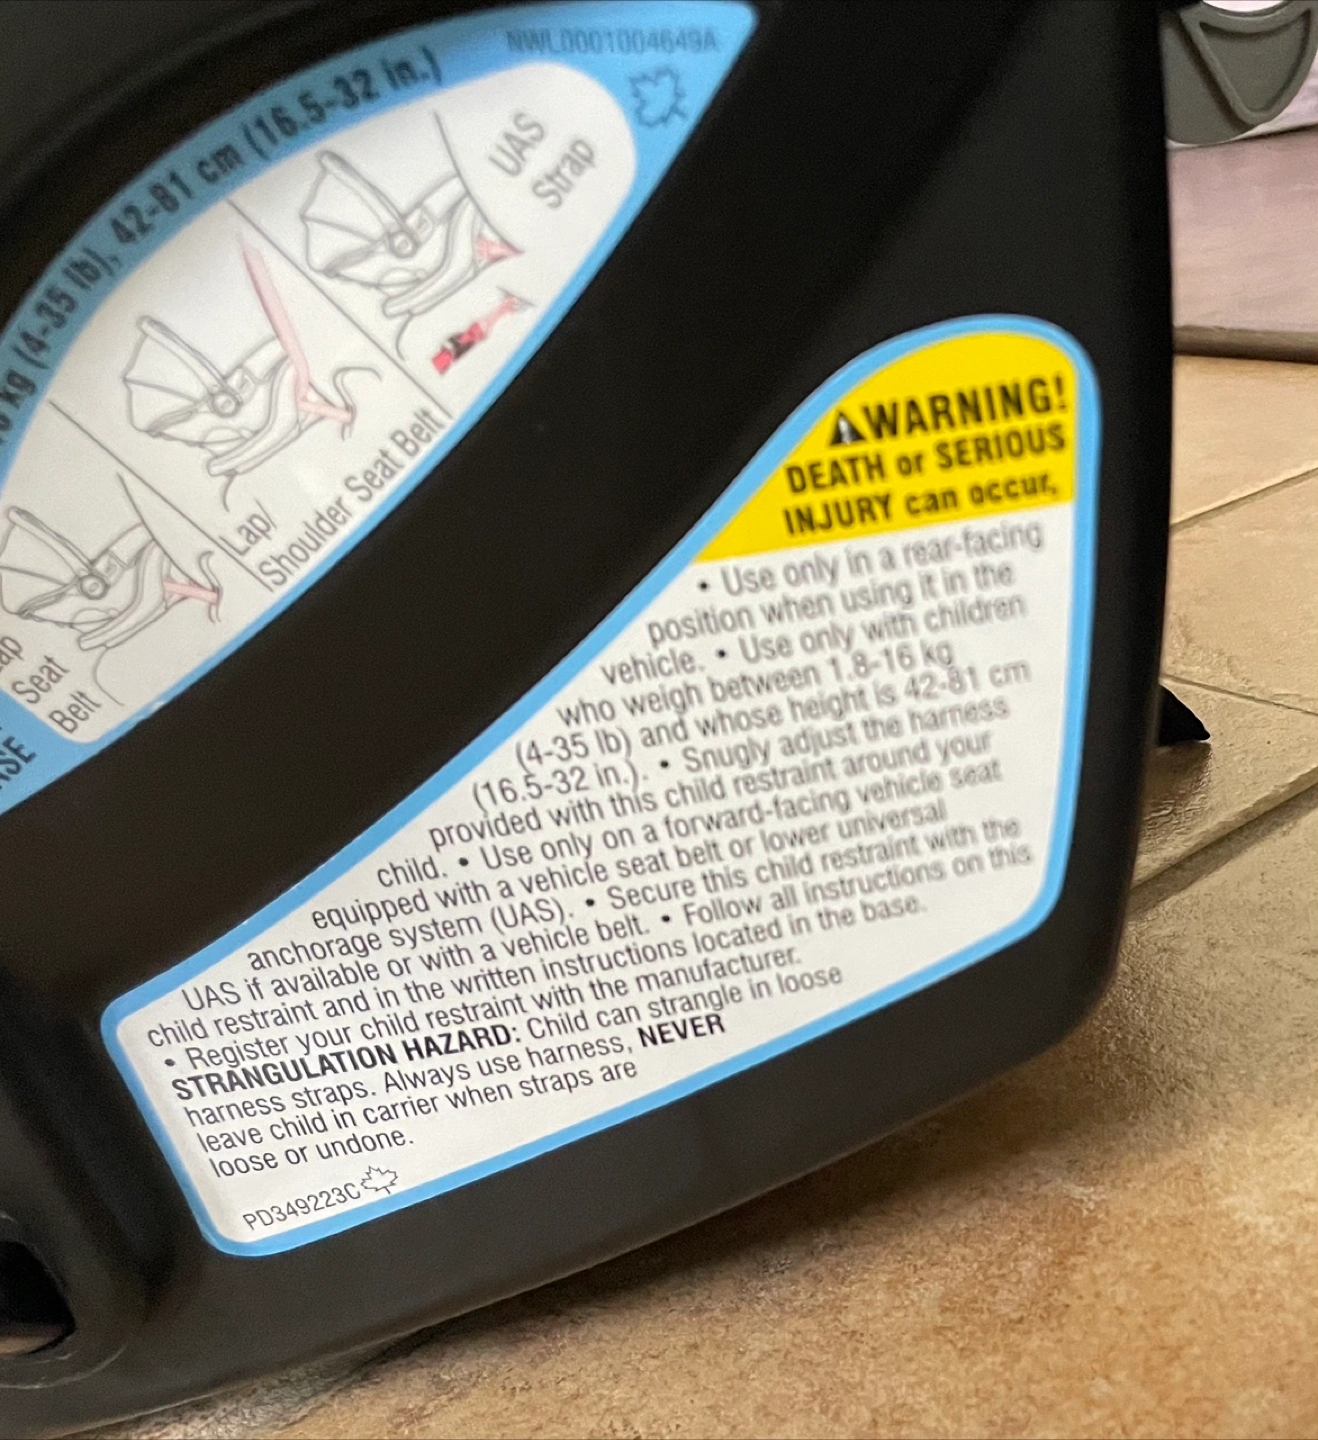 NWL0001004649A
kg (4-35 lb), 42-81 cm (16.5-32 in.)
UAS
Strap
Lap/
Shoulder Seat Belt
Seat
Belt
WARNING!
DEATH or SERIOUS
INJURY can occur,
• Use only in a rear-facing
position when using it in the
vehicle. • Use only with children
who weigh between 1.8-16 kg
(4-35 lb) and whose height is 42-81 cm
(16.5-32 in.). • Snugly adjust the harness
provided with this child restraint around your
child. • Use only on a forward-facing vehicle seat
equipped with a vehicle seat belt or lower universal
anchorage system (UAS). • Secure this child restraint with the
UAS if available or with a vehicle belt. • Follow all instructions on this
child restraint and in the written instructions located in the base.
• Register your child restraint with the manufacturer.
STRANGULATION HAZARD: Child can strangle in loose
harness straps. Always use harness, NEVER
leave child in carrier when straps are
loose or undone.
PD349223C